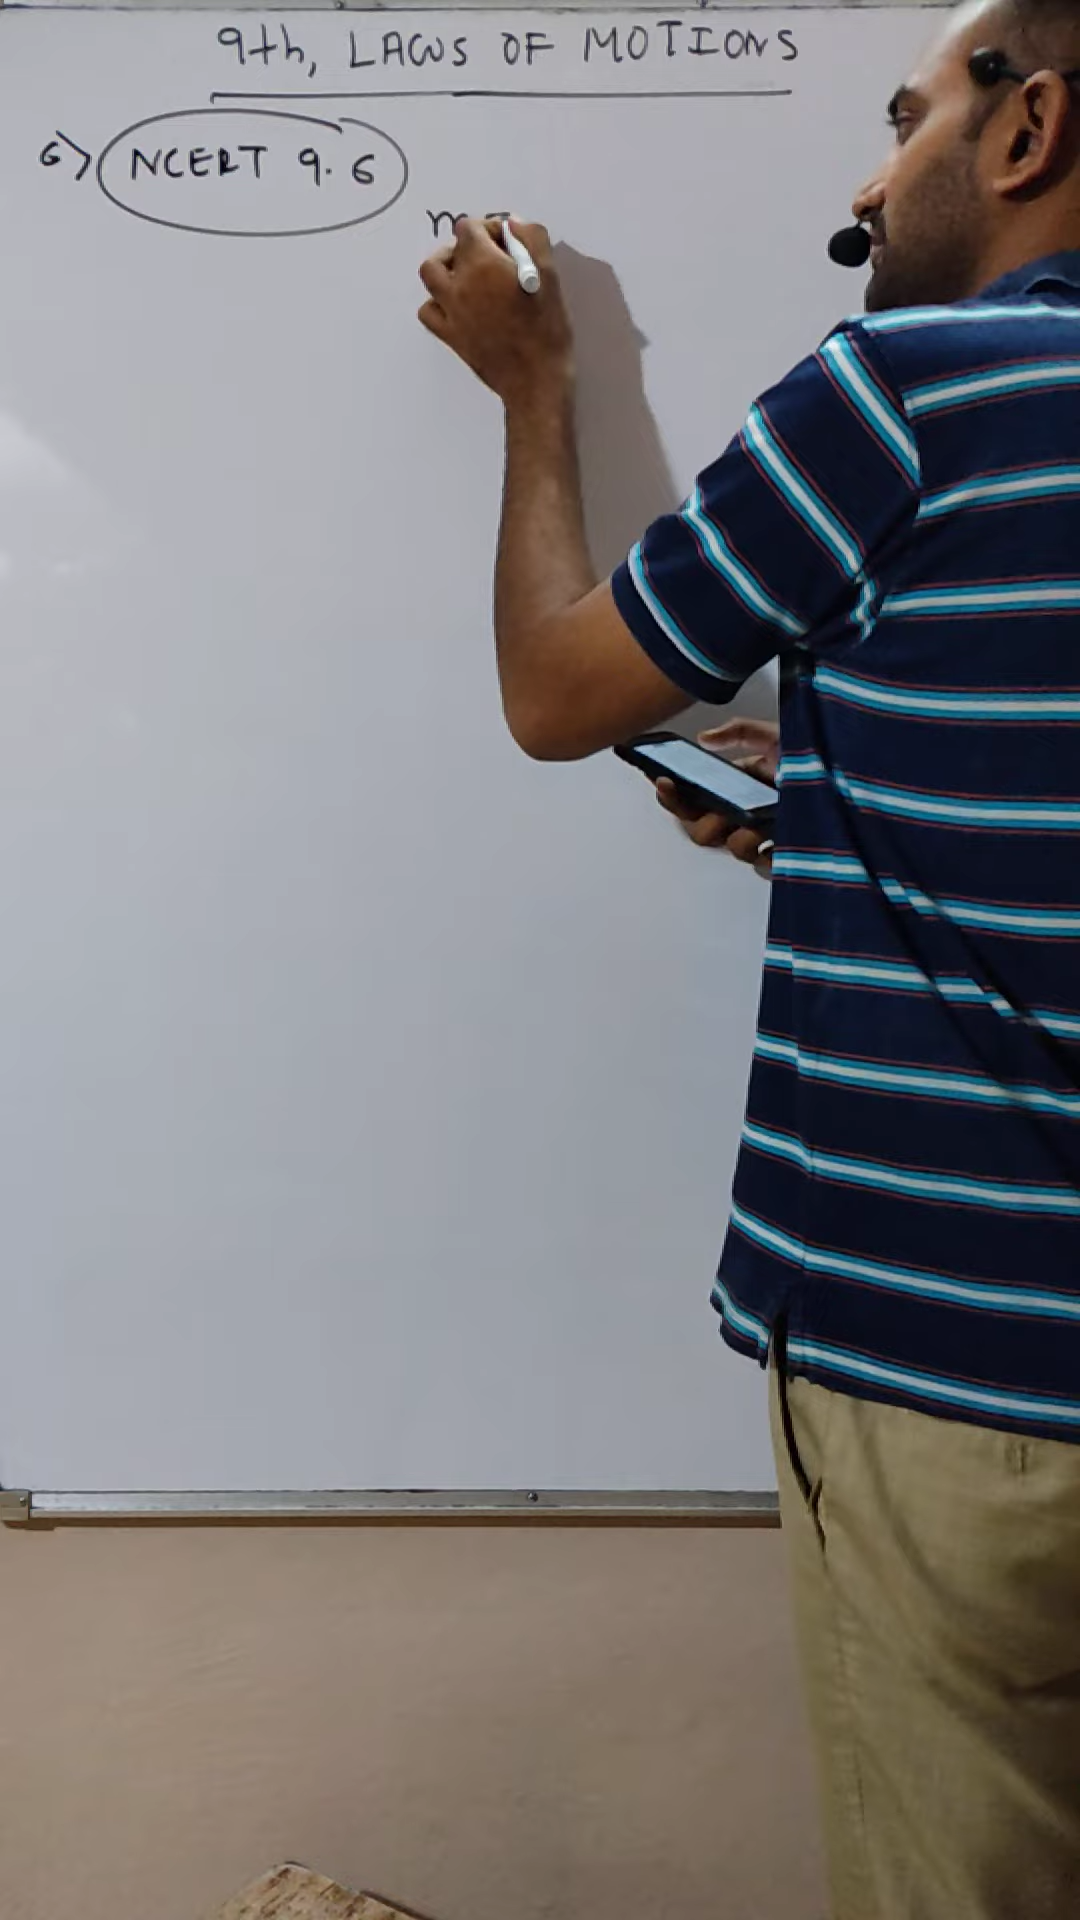 9th, LAWS OF MOTIONS
6> NCERT 9.6
m =